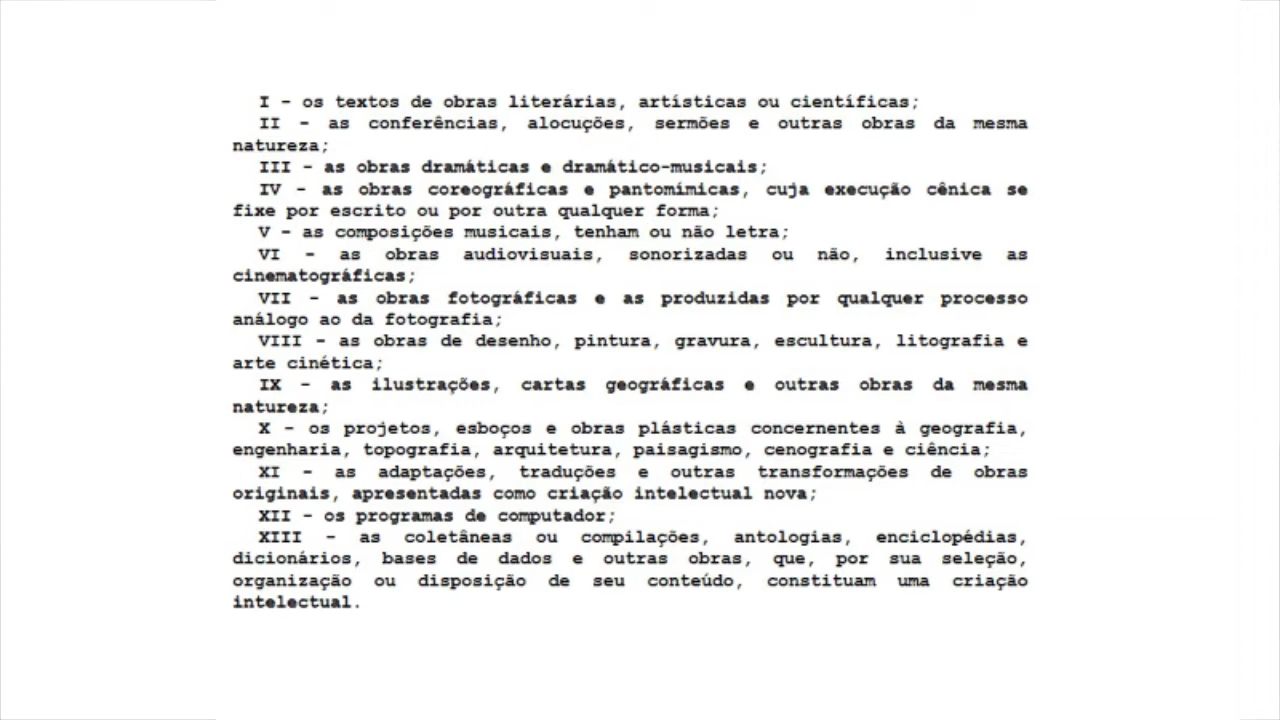 I - os textos de obras literárias, artísticas ou científicas;
II - as conferências, alocuções, sermões e outras obras da mesma
natureza;
III - as obras dramáticas e dramático-musicais;
IV - as obras coreográficas e pantomímicas, cuja execução cênica se
fixe por escrito ou por outra qualquer forma;
V - as composições musicais, tenham ou não letra;
VI - as obras audiovisuais, sonorizadas ou não, inclusive as
cinematográficas;
VII - as obras fotográficas e as produzidas por qualquer processo
análogo ao da fotografia;
VIII - as obras de desenho, pintura, gravura, escultura, litografia e
arte cinética;
IX - as ilustrações, cartas geográficas e outras obras da mesma
natureza;
X - os projetos, esboços e obras plásticas concernentes à geografia,
engenharia, topografia, arquitetura, paisagismo, cenografia e ciência;
XI - as adaptações, traduções e outras transformações de obras
originais, apresentadas como criação intelectual nova;
XII - os programas de computador;
XIII - as coletâneas ou compilações, antologias, enciclopédias,
dicionários, bases de dados e outras obras, que, por sua seleção,
organização ou disposição de seu conteúdo, constituam uma criação
intelectual.